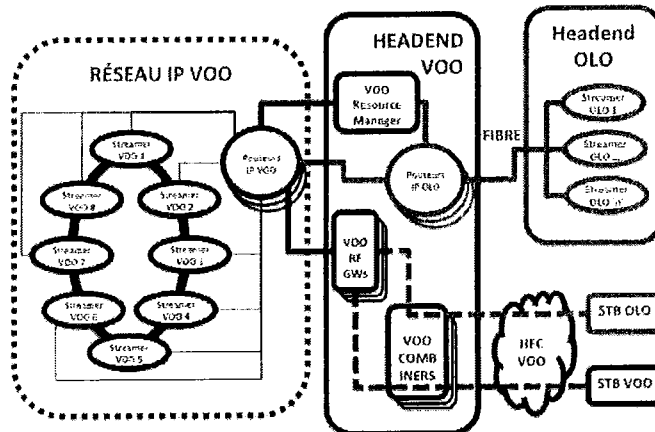 RÉSEAU IP VOO
HEADEND
VOO
Headend
OLO
VOO
Resource
Manager
Streamer
VOO 1
Streamer
VOO 8
Streamer
VOO 2
Streamer
VOO 7
Streamer
VOO 3
Streamer
VOO 6
Streamer
VOO 4
Streamer
VOO 5
Routeurs
IP VOO
Routeurs
IP OLO
FIBRE
Streamer
OLO 1
Streamer
OLO ...
Streamer
OLO
VOO
RF
GWs
VOO
COMB
INERS
HFC
VOO
STB OLO
STB VOO